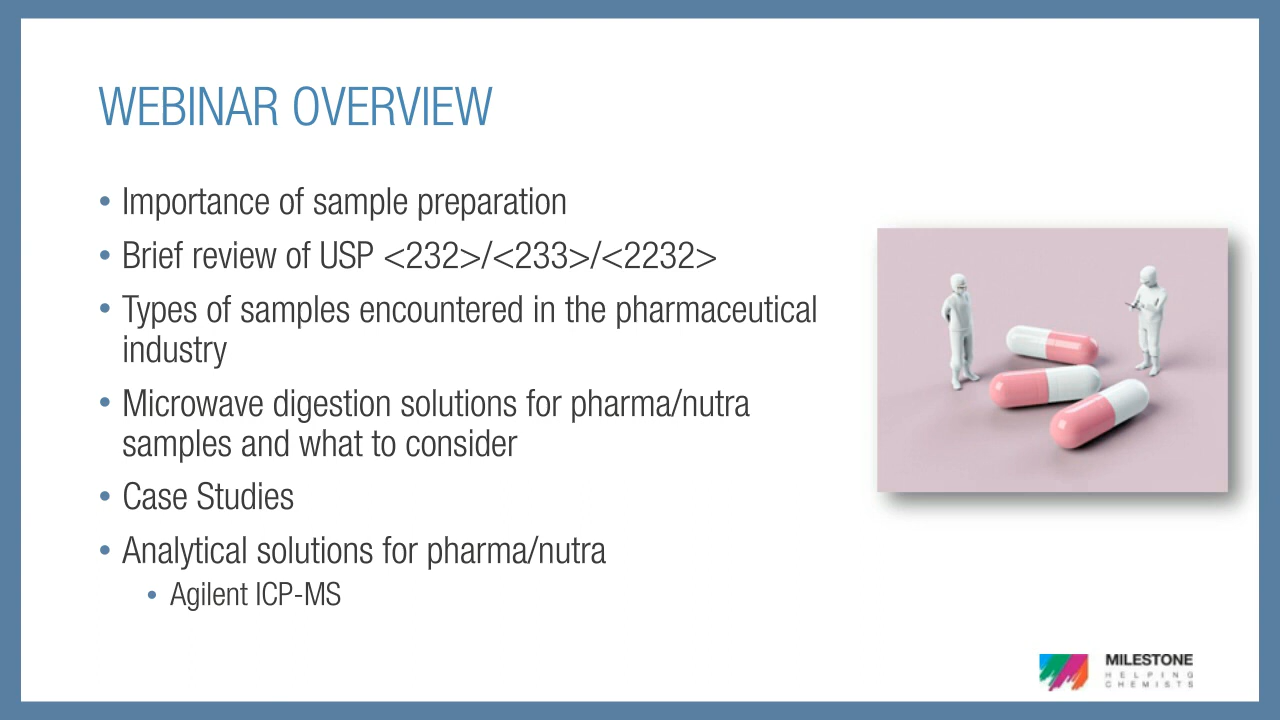 WEBINAR OVERVIEW
• Importance of sample preparation
• Brief review of USP <232>/<233>/<2232>
• Types of samples encountered in the pharmaceutical
industry
• Microwave digestion solutions for pharma/nutra
samples and what to consider
• Case Studies
• Analytical solutions for pharma/nutra
• Agilent ICP-MS
MILESTONE
HELPING
CHEMISTS